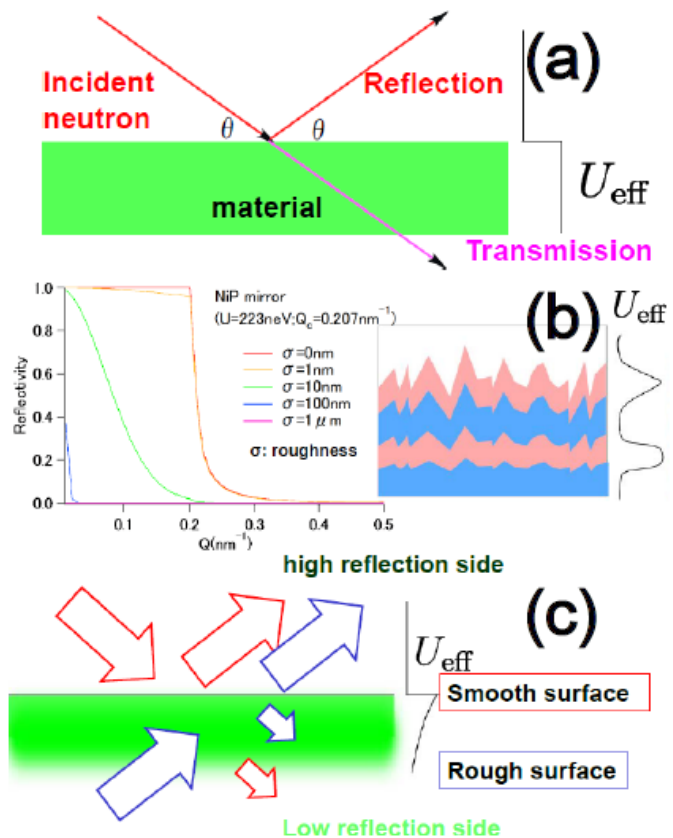 (a)
Incident
neutron
Reflection
θ
θ
U_eff
material
Transmission
(b)
U_eff
NiP mirror
(U=223neV:Q_c=0.207nm⁻¹)
σ=0nm
σ=1nm
σ=10nm
σ=100nm
σ=1μm
σ: roughness
Reflectivity
1.0
0.8
0.6
0.4
0.2
0.0
0.1
0.2
0.3
0.4
0.5
Q(nm⁻¹)
high reflection side
(c)
U_eff
Smooth surface
Rough surface
Low reflection side